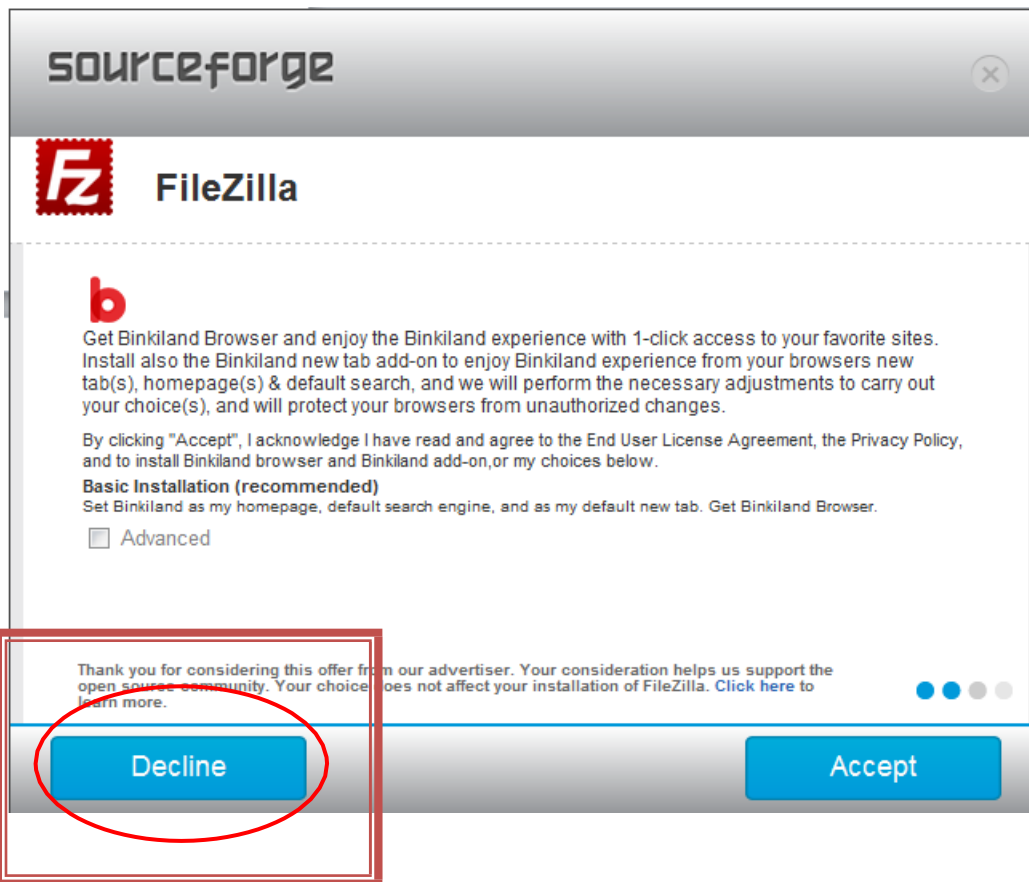 sourceforge
Fz
FileZilla
b
Get Binkiland Browser and enjoy the Binkiland experience with 1-click access to your favorite sites.
Install also the Binkiland new tab add-on to enjoy Binkiland experience from your browsers new
tab(s), homepage(s) & default search, and we will perform the necessary adjustments to carry out
your choice(s), and will protect your browsers from unauthorized changes.
By clicking "Accept", I acknowledge I have read and agree to the End User License Agreement, the Privacy Policy,
and to install Binkiland browser and Binkiland add-on,or my choices below.
Basic Installation (recommended)
Set Binkiland as my homepage, default search engine, and as my default new tab. Get Binkiland Browser.
Advanced
Thank you for considering this offer from our advertiser. Your consideration helps us support the
open source community. Your choice does not affect your installation of FileZilla. Click here to
learn more.
Decline
Accept